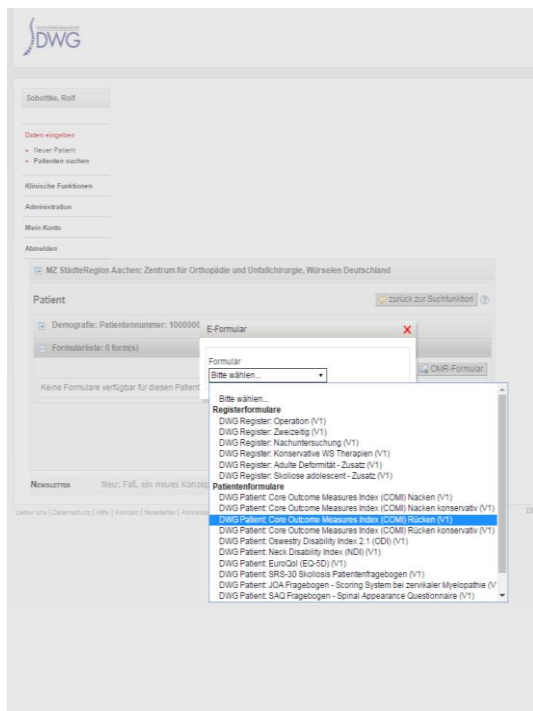 DWG
Sobottke, Rolf
Daten eingeben
Neuer Patient
Patienten suchen
Klinische Funktionen
Administration
Mein Konto
Abmelden
MZ StädteRegion Aachen: Zentrum für Orthopädie und Unfallchirurgie, Würselen Deutschland
Patient
zurück zur Suchfunktion
Demografie: Patientennummer: 1000000
E-Formular
Formularliste: 0 form(s)
Formular
OMR-Formular
Bitte wählen...
Keine Formulare verfügbar für diesen Patient
Bitte wählen...
Registerformulare
DWG Register: Operation (V1)
DWG Register: Zweizeitig (V1)
DWG Register: Nachuntersuchung (V1)
DWG Register: Konservative WS Therapien (V1)
DWG Register: Adulte Deformität - Zusatz (V1)
DWG Register: Skoliose adolescent - Zusatz (V1)
Patientenformulare
DWG Patient: Core Outcome Measures Index (COMI) Nacken (V1)
DWG Patient: Core Outcome Measures Index (COMI) Nacken konservativ (V1)
DWG Patient: Core Outcome Measures Index (COMI) Rücken (V1)
DWG Patient: Core Outcome Measures Index (COMI) Rücken konservativ (V1)
DWG Patient: Oswestry Disability Index 2.1 (ODI) (V1)
DWG Patient: Neck Disability Index (NDI) (V1)
DWG Patient: EuroQol (EQ-5D) (V1)
DWG Patient: SRS-30 Skoliosis Patientenfragebogen (V1)
DWG Patient: JOA Fragebogen - Scoring System bei zervikaler Myelopathie (V
DWG Patient: SAQ Fragebogen - Spinal Appearance Questionnaire (V1)
Newsletter Neu: Fall, ein neues Konzep
Ueber uns | Datenschutz | Hilfe | Kontakt | Newsletter | Abmelde